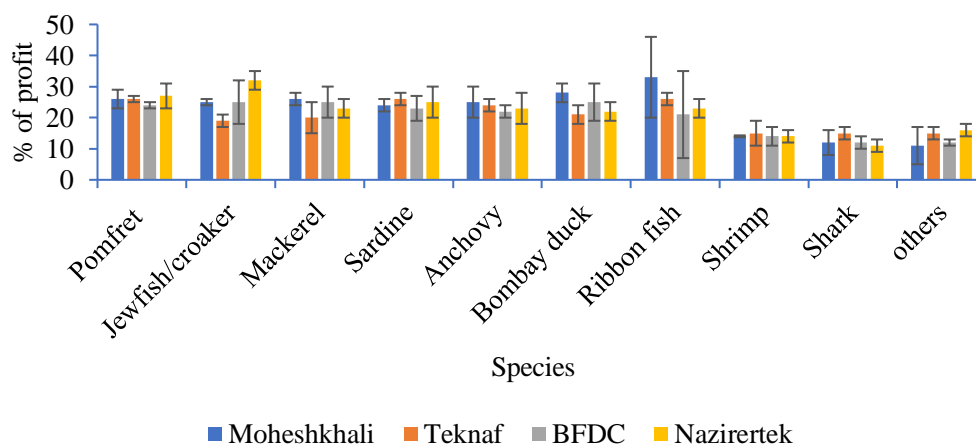 % of profit
50
40
30
20
10
0
Pomfret
Jewfish/croaker
Mackerel
Sardine
Anchovy
Bombay duck
Ribbon fish
Shrimp
Shark
others
Species
Moheshkhali Teknaf BFDC Nazirertek